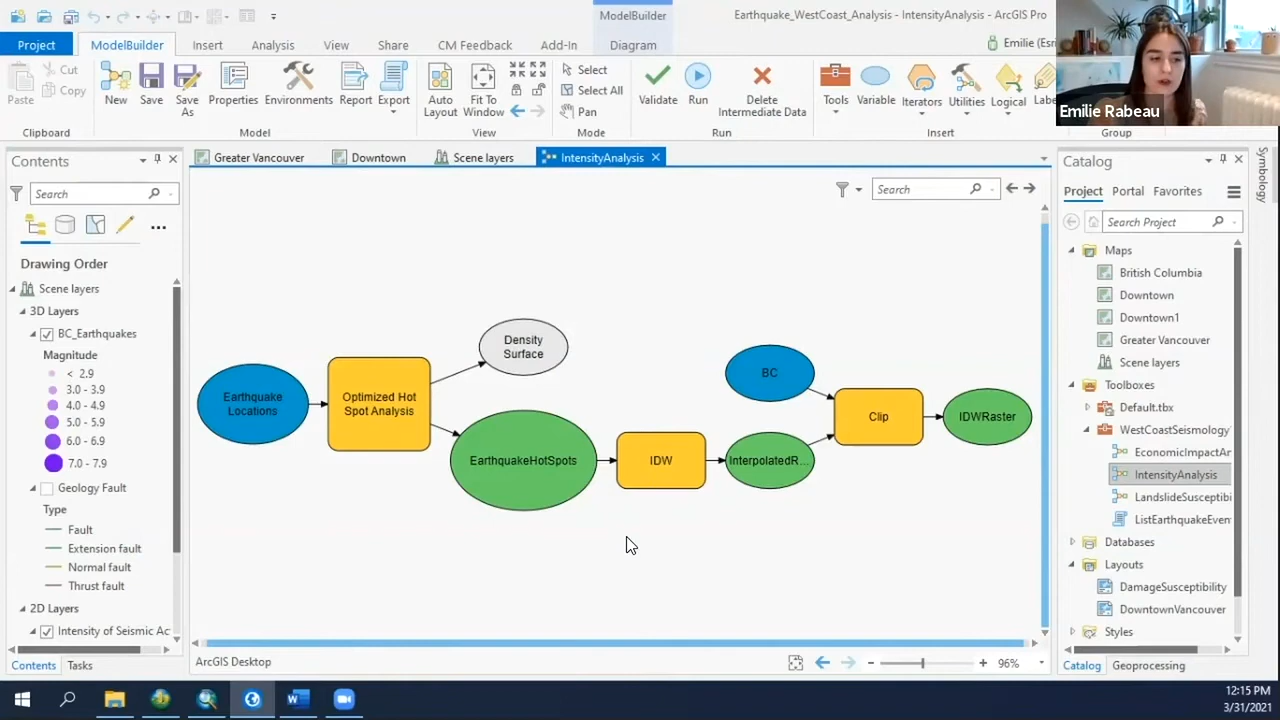 ModelBuilder
Earthquake_WestCoast_Analysis - IntensityAnalysis - ArcGIS Pro
Project
ModelBuilder
Insert
Analysis
View
Share
CM Feedback
Add-In
Diagram
Emilie (Esri
Paste
Cut
Copy
Clipboard
New
Save
Save As
Properties
Environments
Report
Export
Model
Auto Layout
Fit To Window
View
Select
Select All
Pan
Mode
Validate
Run
Delete Intermediate Data
Run
Tools
Variable
Iterators
Utilities
Logical
Labe
Insert
Group
Emilie Rabeau
Contents
Search
Drawing Order
Scene layers
3D Layers
BC_Earthquakes
Magnitude
< 2.9
3.0 - 3.9
4.0 - 4.9
5.0 - 5.9
6.0 - 6.9
7.0 - 7.9
Geology Fault
Type
Fault
Extension fault
Normal fault
Thrust fault
2D Layers
Intensity of Seismic Ac
Contents
Tasks
Greater Vancouver
Downtown
Scene layers
IntensityAnalysis
Search
Earthquake
Locations
Optimized Hot
Spot Analysis
Density
Surface
EarthquakeHotSpots
IDW
BC
InterpolatedR...
Clip
IDWRaster
ArcGIS Desktop
96%
Catalog
Project
Portal
Favorites
Search Project
Maps
British Columbia
Downtown
Downtown1
Greater Vancouver
Scene layers
Toolboxes
Default.tbx
WestCoastSeismology
EconomicImpactAr
IntensityAnalysis
LandslideSusceptibi
ListEarthquakeEven
Databases
Layouts
DamageSusceptibility
DowntownVancouver
Styles
Catalog
Geoprocessing
Symbology
12:15 PM
3/31/2021